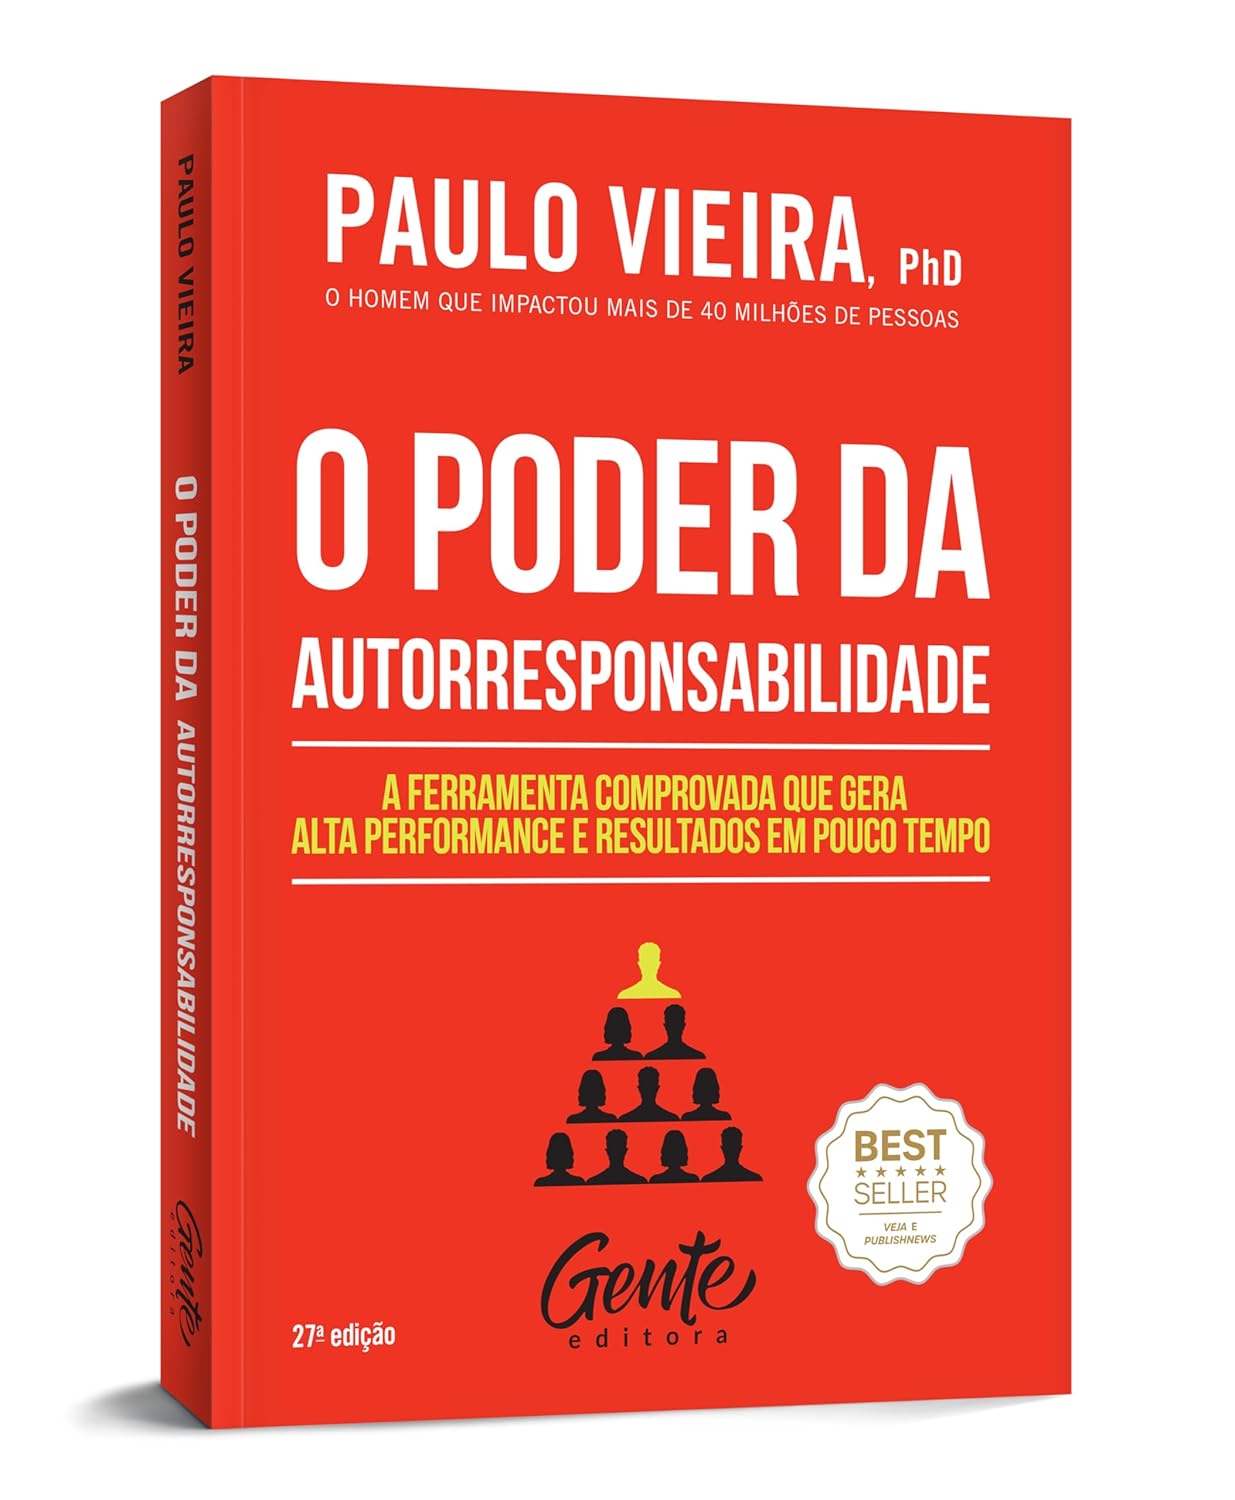 PAULO VIEIRA, PhD
O HOMEM QUE IMPACTOU MAIS DE 40 MILHÕES DE PESSOAS
O PODER DA
AUTORRESPONSABILIDADE
A FERRAMENTA COMPROVADA QUE GERA
ALTA PERFORMANCE E RESULTADOS EM POUCO TEMPO
BEST
SELLER
VEJA E
PUBLISHNEWS
Gente
editora
27ª edição
PAULO VIEIRA
O PODER DA AUTORRESPONSABILIDADE
Gente
editora